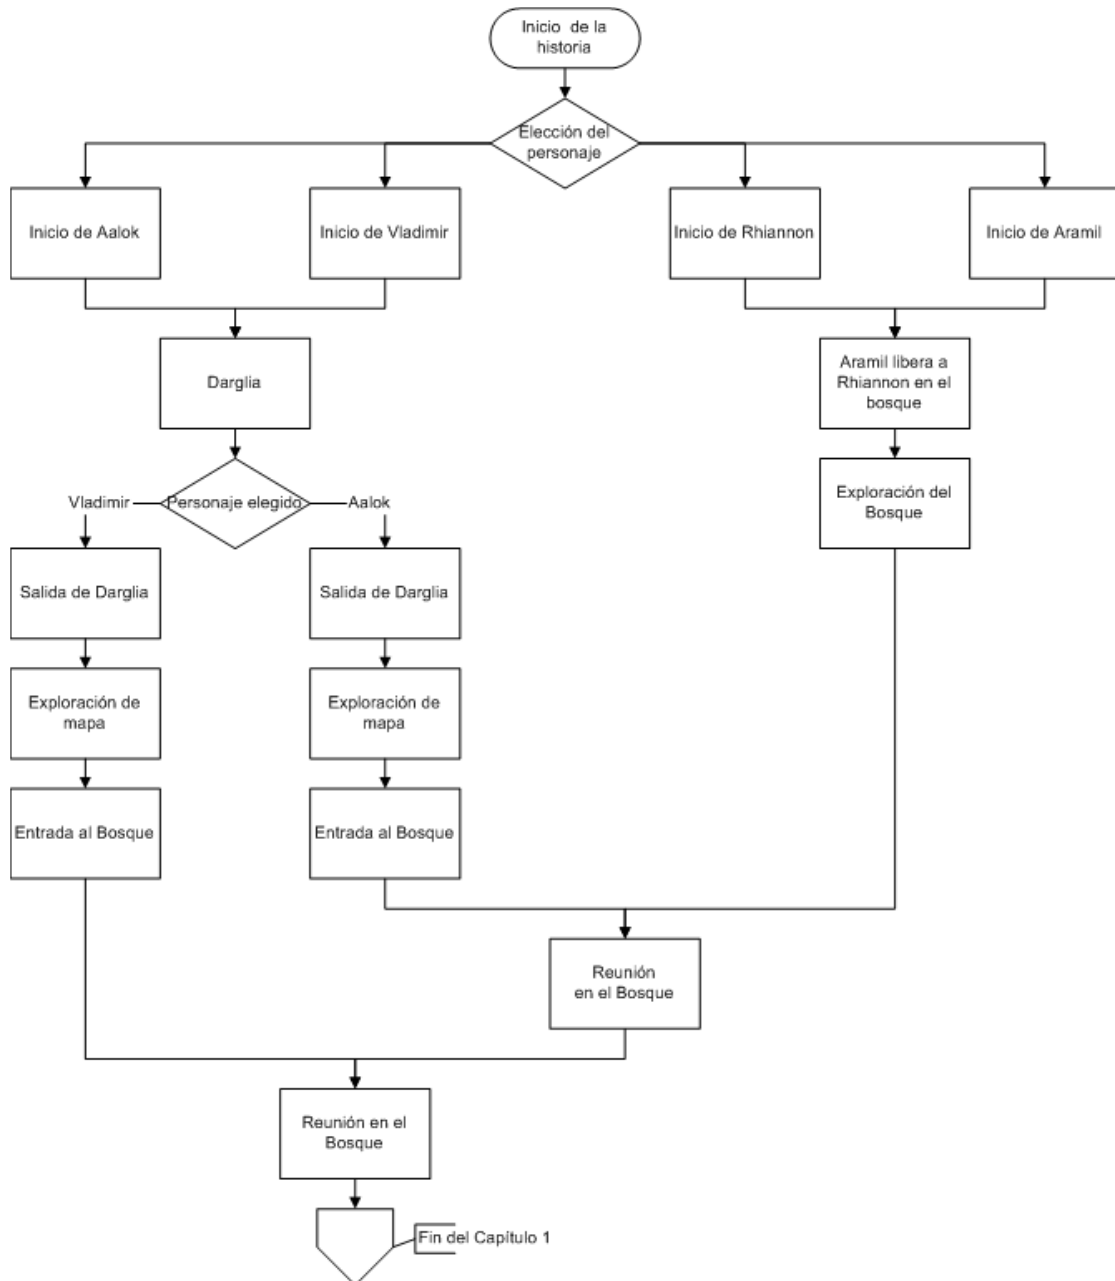 Inicio de la
historia
Elección del
personaje
Inicio de Aalok
Inicio de Vladimir
Inicio de Rhiannon
Inicio de Aramil
Darglia
Aramil libera a
Rhiannon en el
bosque
Vladimir
Personaje elegido
Aalok
Exploración del
Bosque
Salida de Darglia
Salida de Darglia
Exploración de
mapa
Exploración de
mapa
Entrada al Bosque
Entrada al Bosque
Reunión
en el Bosque
Reunión en el
Bosque
Fin del Capítulo 1